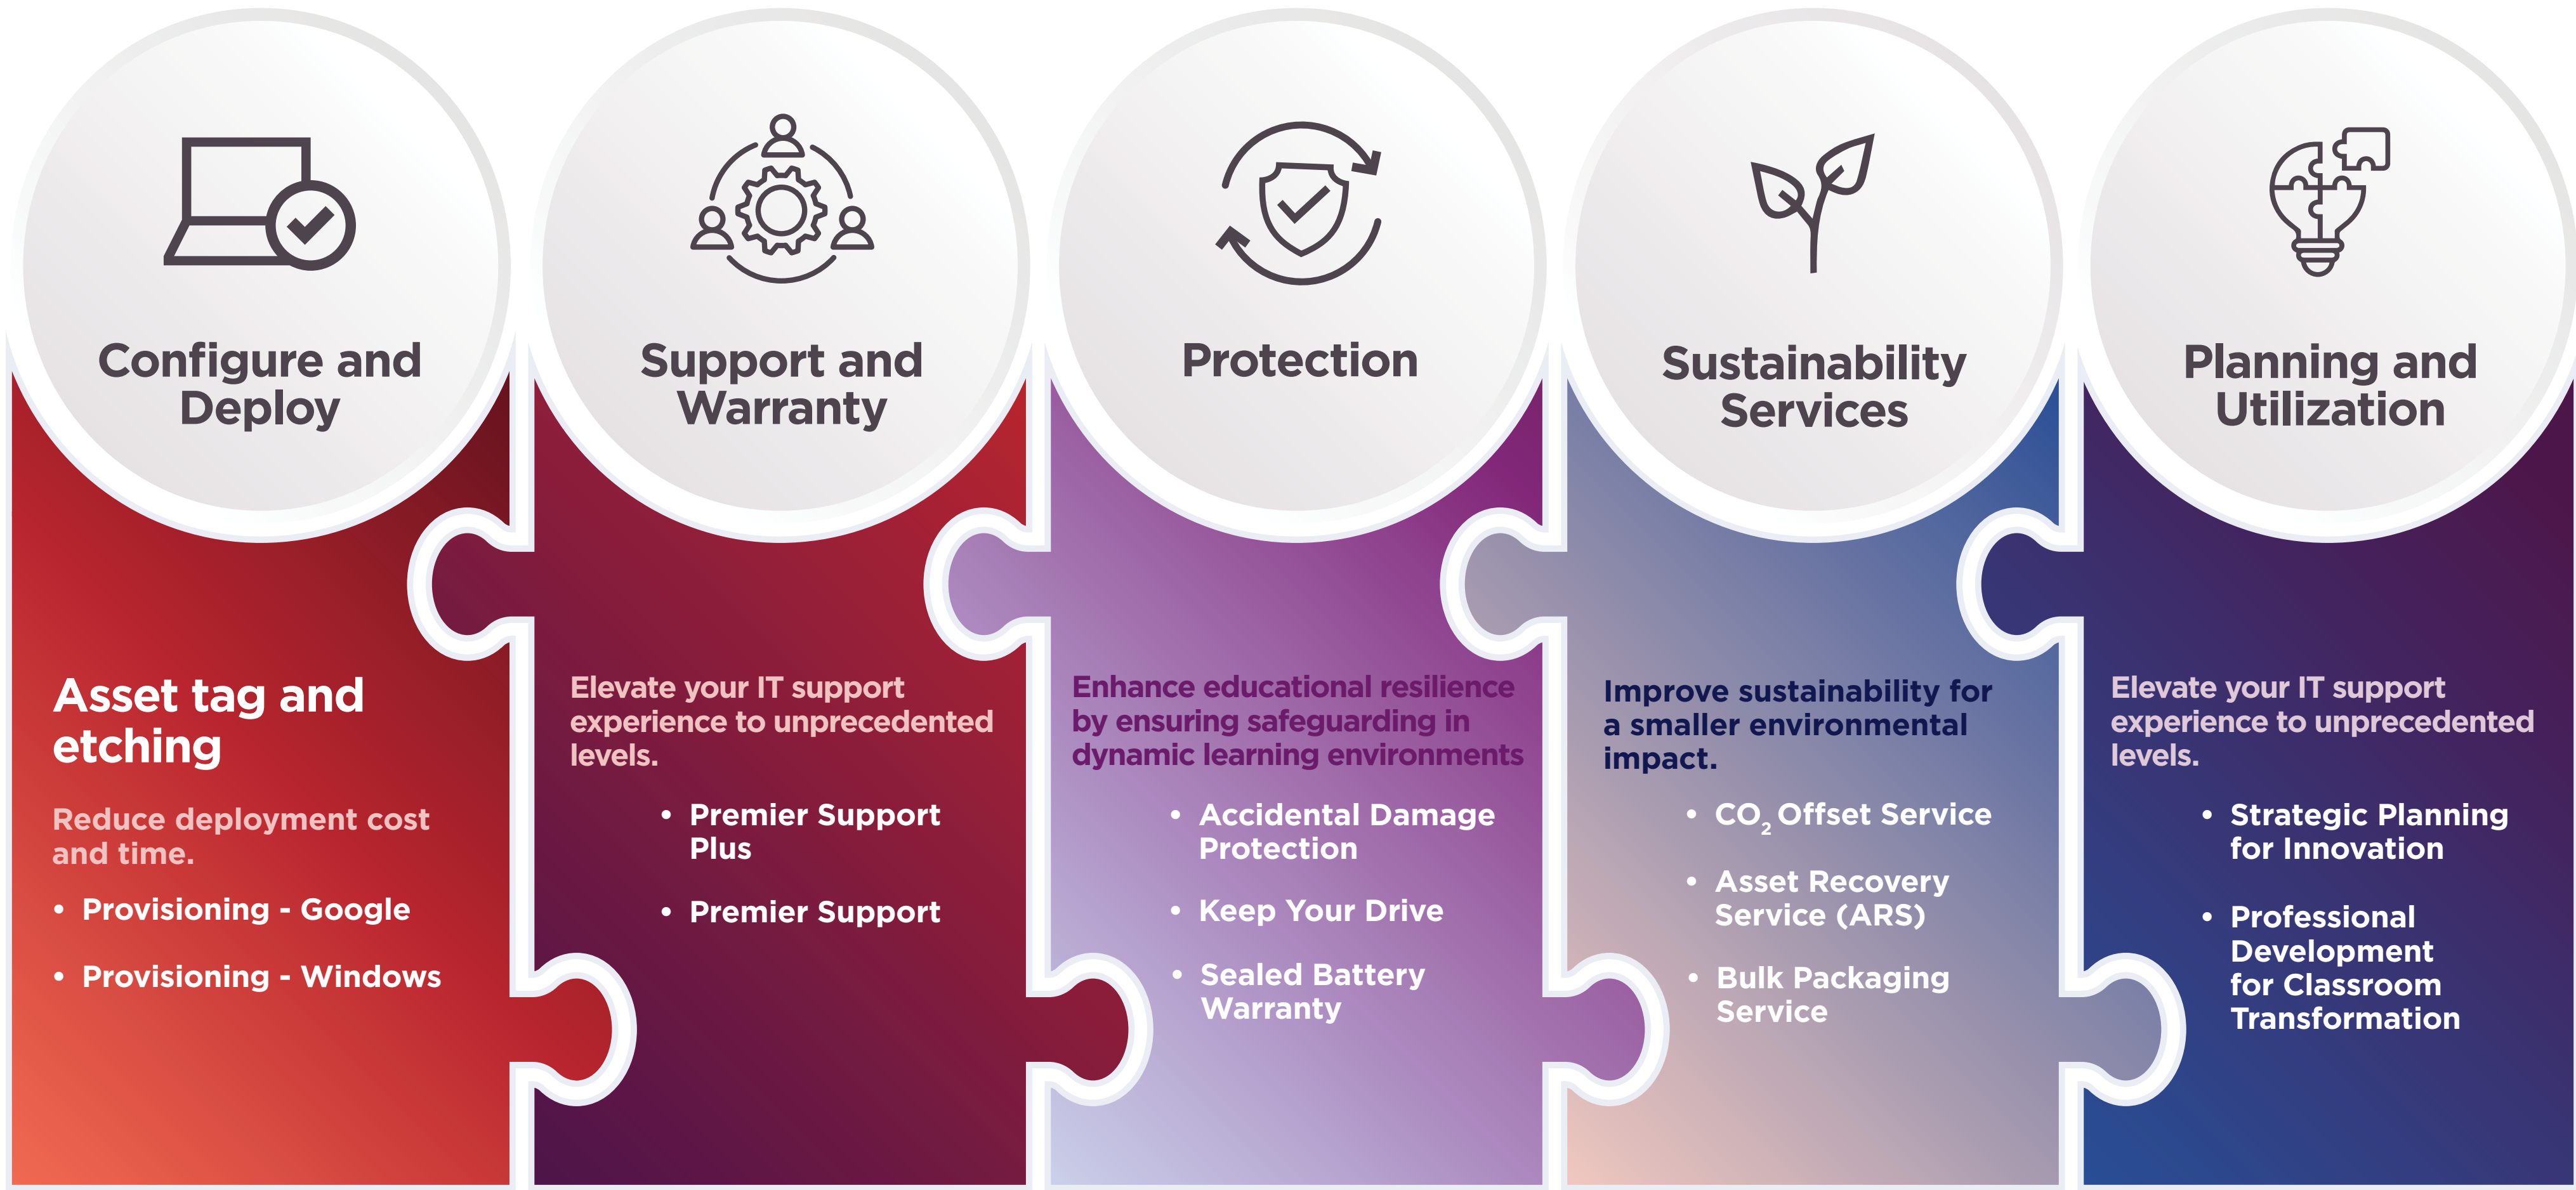 Configure and
Deploy
Asset tag and
etching
Reduce deployment cost
and time.
• Provisioning - Google
• Provisioning - Windows
Support and
Warranty
Elevate your IT support
experience to unprecedented
levels.
• Premier Support
Plus
• Premier Support
Protection
Enhance educational resilience
by ensuring safeguarding in
dynamic learning environments
• Accidental Damage
Protection
• Keep Your Drive
• Sealed Battery
Warranty
Sustainability
Services
Improve sustainability for
a smaller environmental
impact.
• CO₂ Offset Service
• Asset Recovery
Service (ARS)
• Bulk Packaging
Service
Planning and
Utilization
Elevate your IT support
experience to unprecedented
levels.
• Strategic Planning
for Innovation
• Professional
Development
for Classroom
Transformation